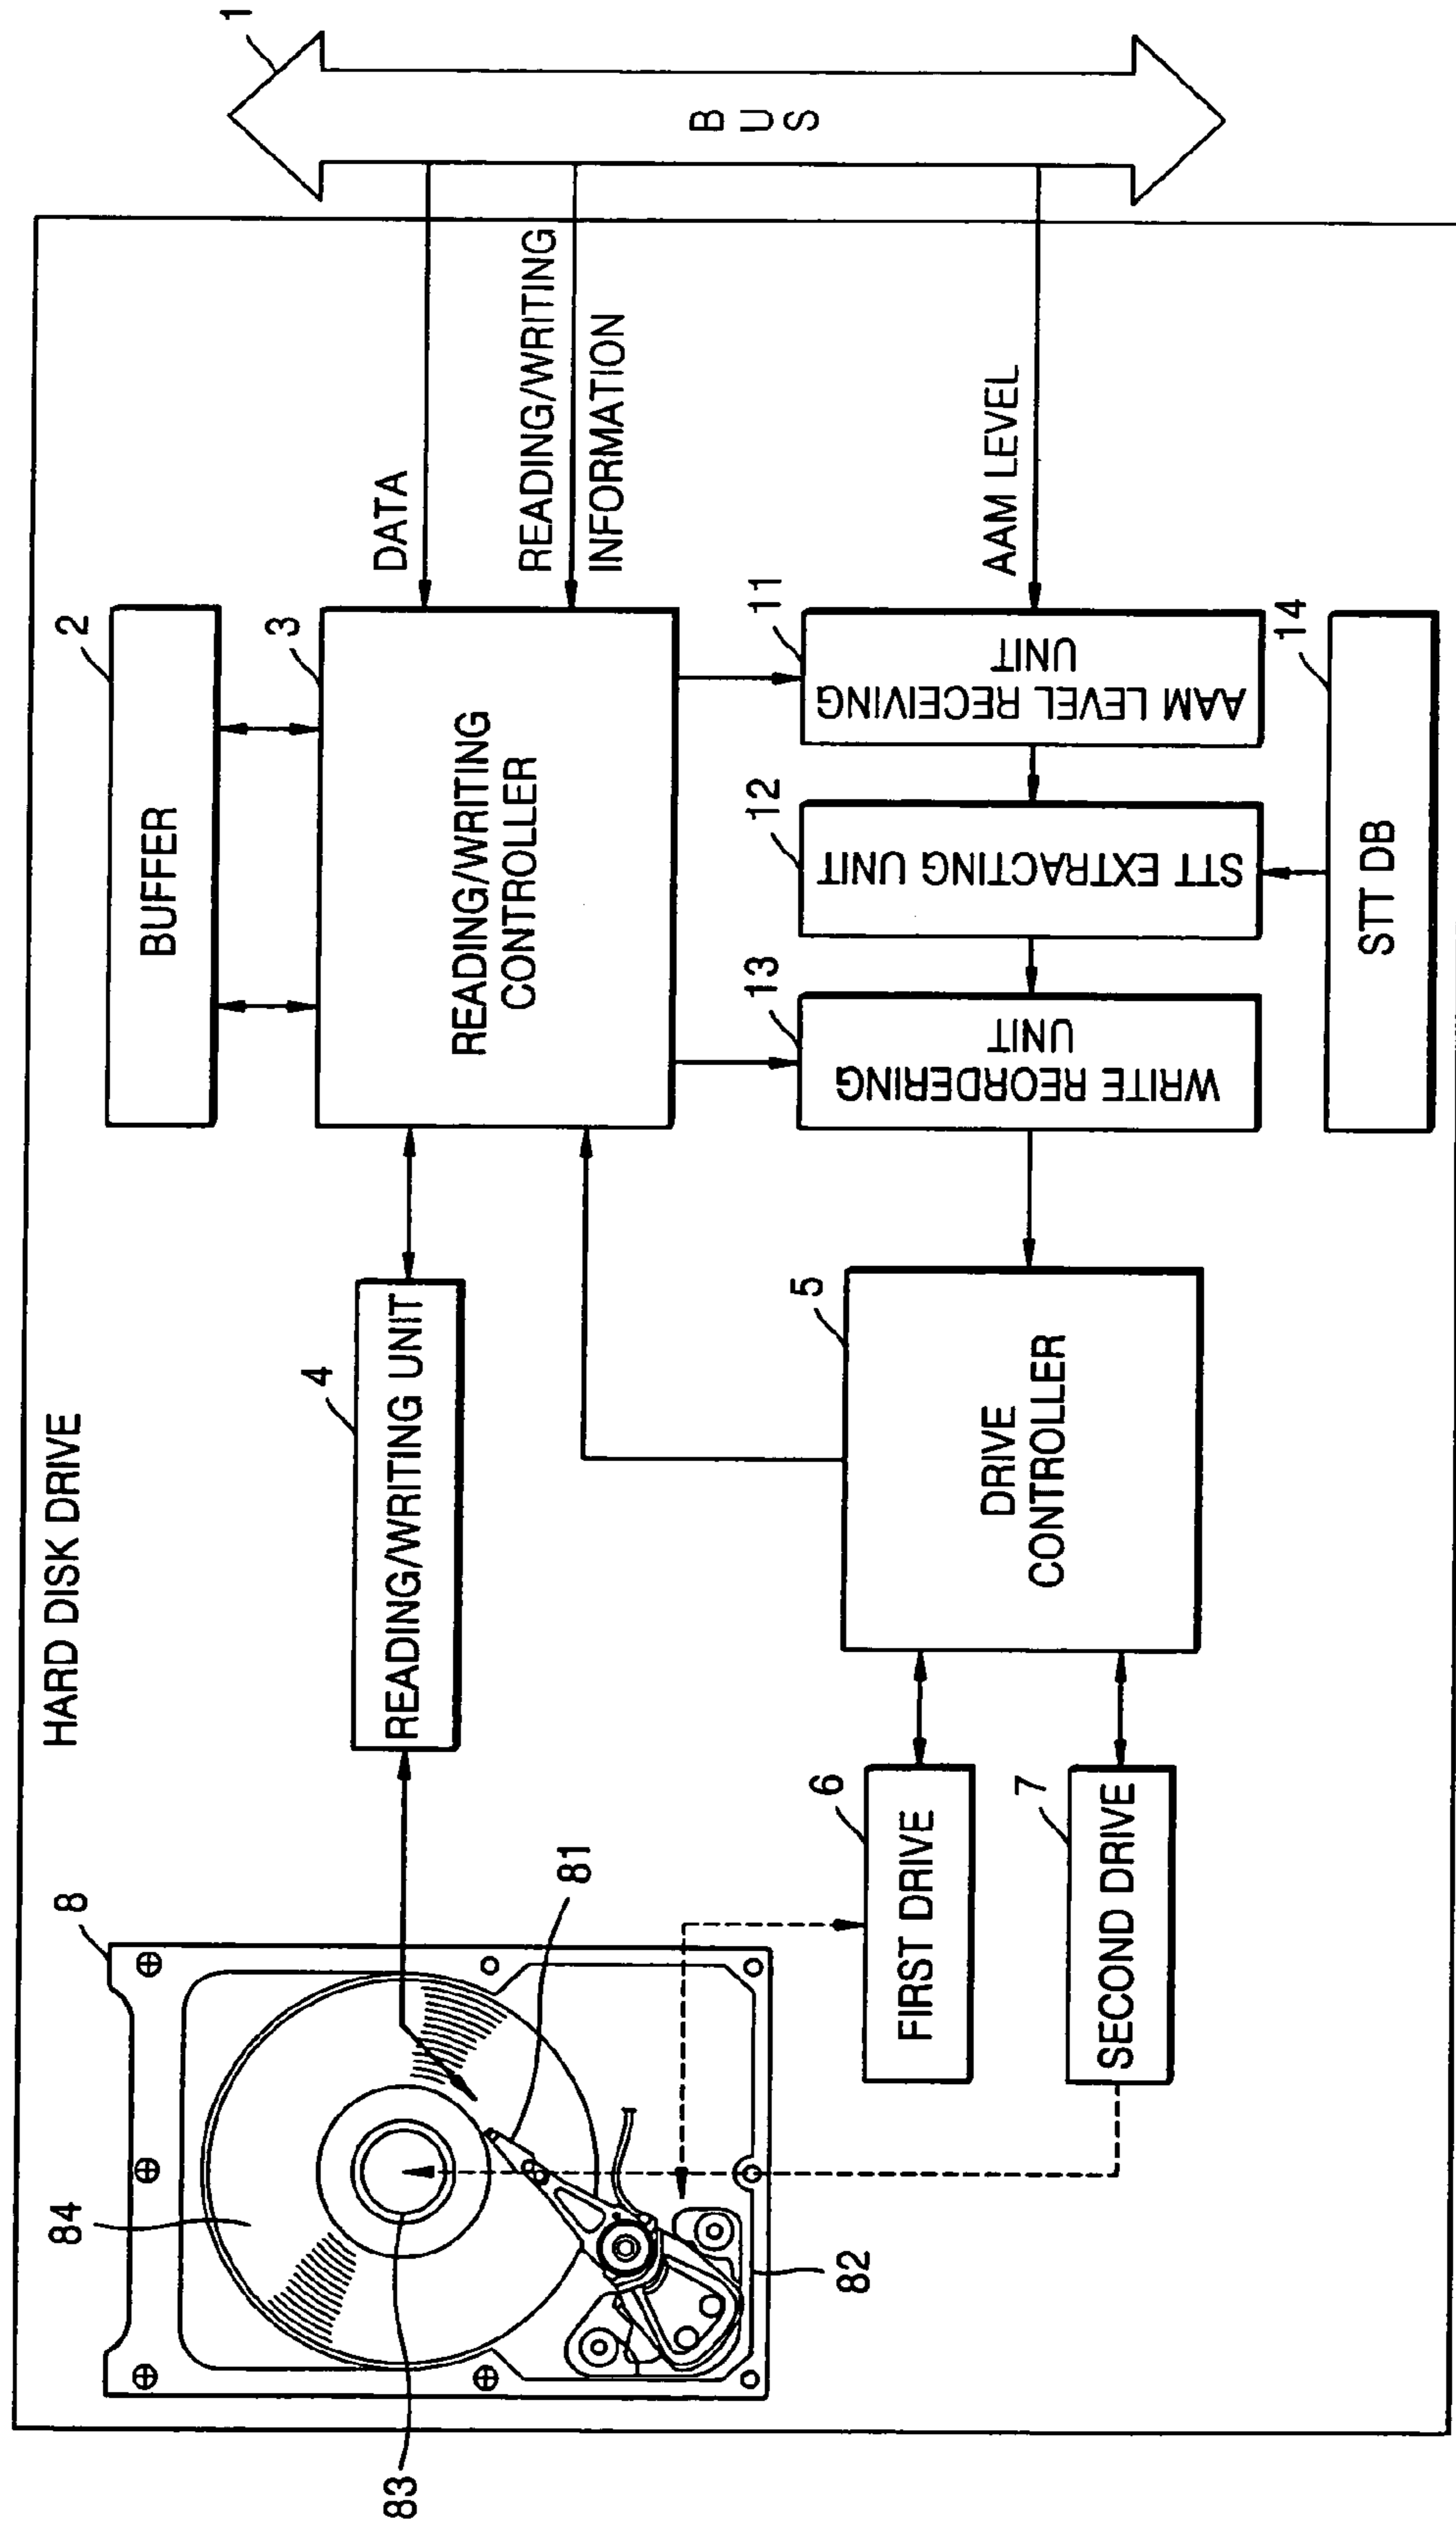 HARD DISK DRIVE
8
84
83
81
82
4
READING/WRITING UNIT
2
BUFFER
3
READING/WRITING
CONTROLLER
DATA
READING/WRITING
INFORMATION
AAM LEVEL
1
BUS
6
FIRST DRIVE
7
SECOND DRIVE
5
DRIVE
CONTROLLER
13
WRITE REORDERING
UNIT
12
STT EXTRACTING UNIT
11
AAM LEVEL RECEIVING
UNIT
14
STT DB